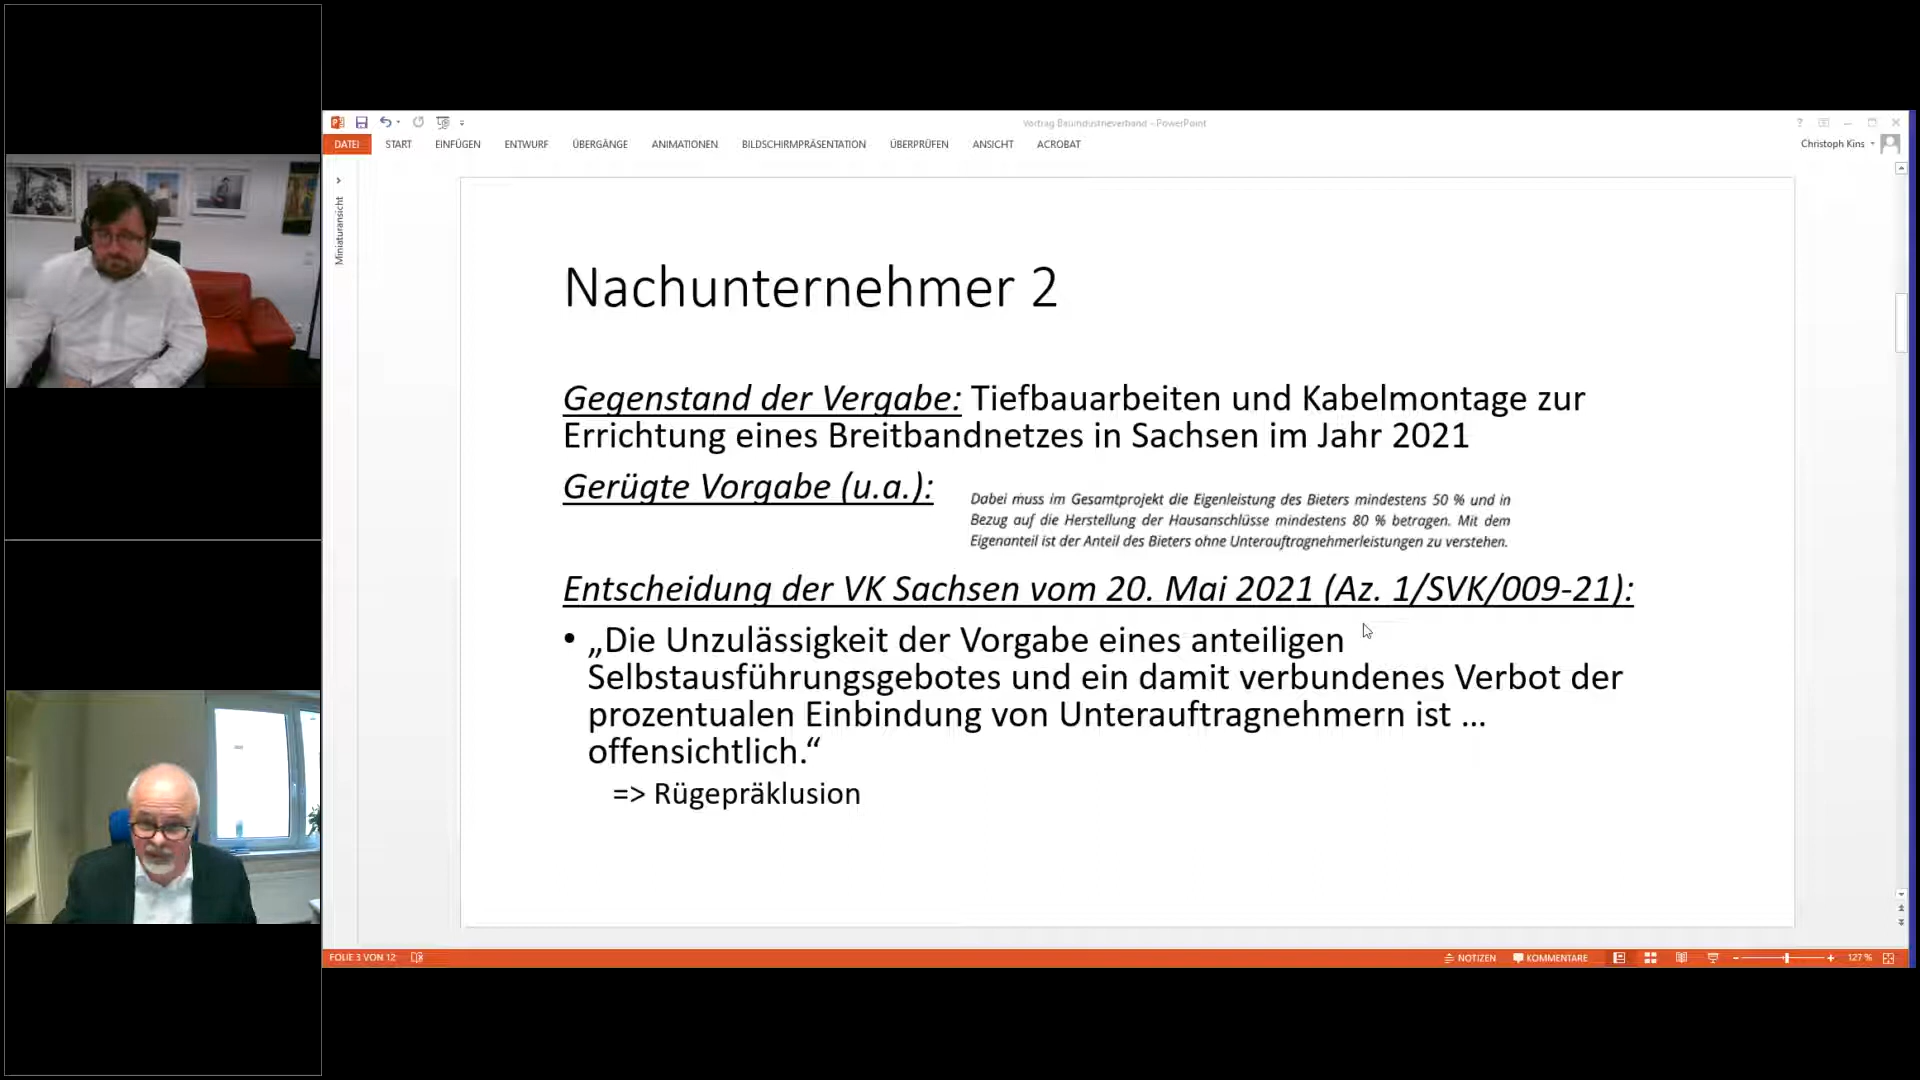 Vortrag Bauindustrieverband - PowerPoint
DATEI START EINFÜGEN ENTWURF ÜBERGÄNGE ANIMATIONEN BILDSCHIRMPRÄSENTATION ÜBERPRÜFEN ANSICHT ACROBAT
Christoph Kins
Miniaturansicht
Nachunternehmer 2
Gegenstand der Vergabe: Tiefbauarbeiten und Kabelmontage zur
Errichtung eines Breitbandnetzes in Sachsen im Jahr 2021
Gerügte Vorgabe (u.a.):
Dabei muss im Gesamtprojekt die Eigenleistung des Bieters mindestens 50 % und in
Bezug auf die Herstellung der Hausanschlüsse mindestens 80 % betragen. Mit dem
Eigenanteil ist der Anteil des Bieters ohne Unterauftragnehmerleistungen zu verstehen.
Entscheidung der VK Sachsen vom 20. Mai 2021 (Az. 1/SVK/009-21):
• „Die Unzulässigkeit der Vorgabe eines anteiligen
Selbstausführungsgebotes und ein damit verbundenes Verbot der
prozentualen Einbindung von Unterauftragnehmern ist ...
offensichtlich.“
=> Rügepräklusion
FOLIE 3 VON 12
NOTIZEN KOMMENTARE 127 %